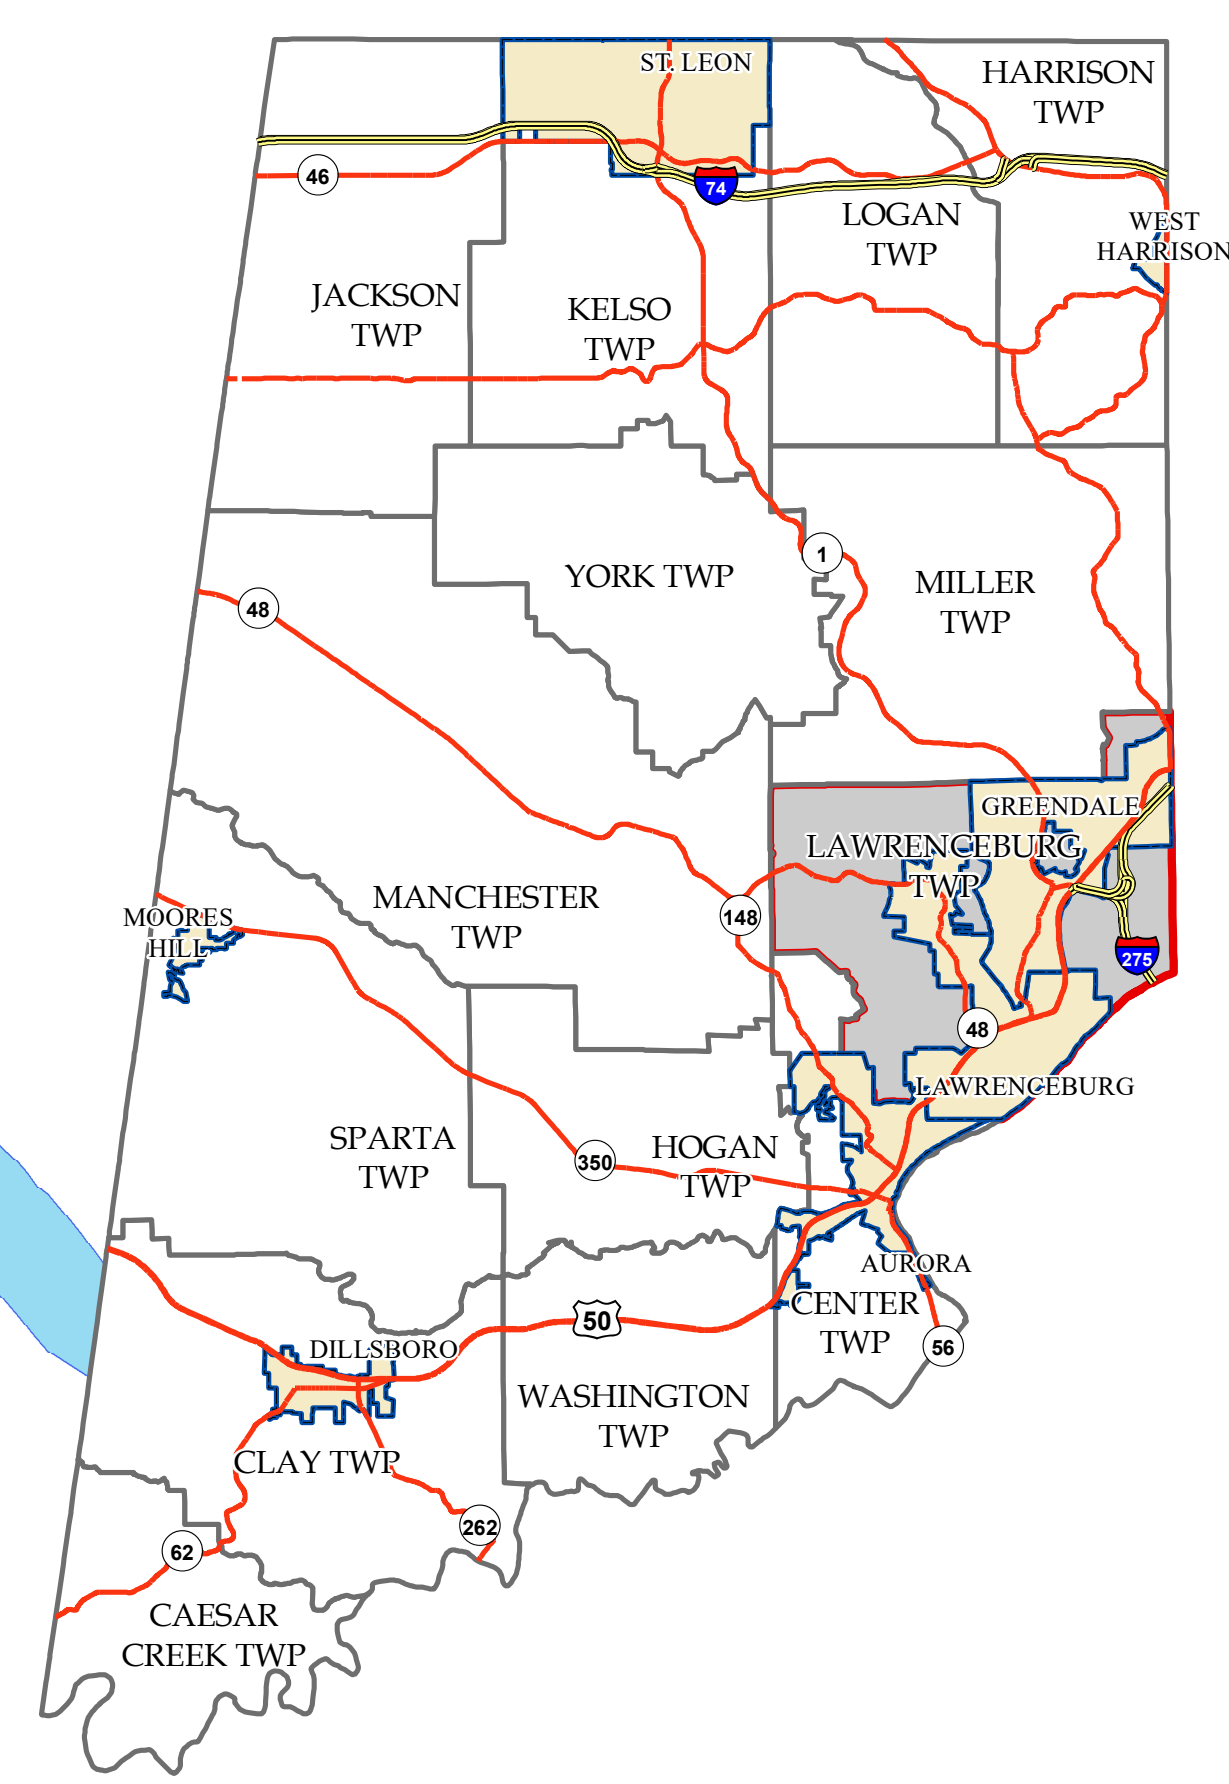 ST. LEON
HARRISON
TWP
46
74
LOGAN
TWP
WEST
HARRISON
JACKSON
TWP
KELSO
TWP
1
YORK TWP
MILLER
TWP
48
GREENDALE
LAWRENCEBURG
TWP
MANCHESTER
TWP
148
MOORES
HILL
275
48
LAWRENCEBURG
SPARTA
TWP
350
HOGAN
TWP
AURORA
CENTER
TWP
50
56
DILLSBORO
WASHINGTON
TWP
CLAY TWP
262
62
CAESAR
CREEK TWP